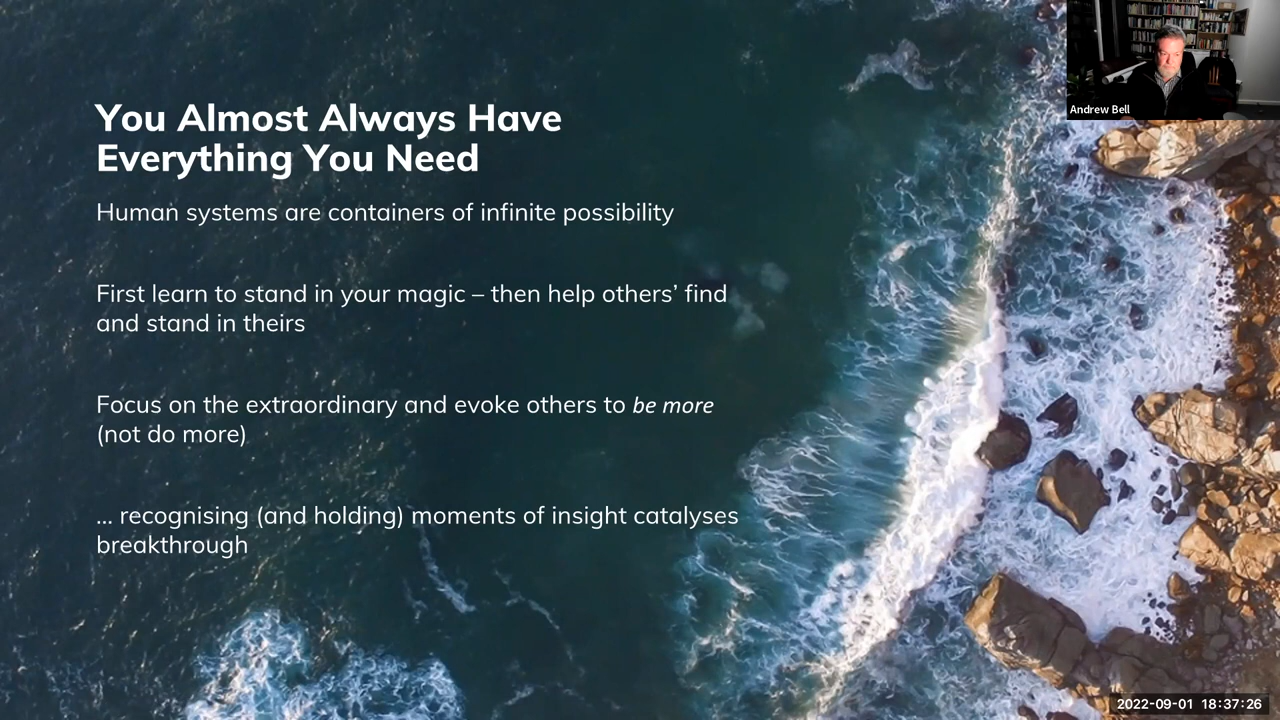 You Almost Always Have
Everything You Need
Human systems are containers of infinite possibility
First learn to stand in your magic – then help others’ find
and stand in theirs
Focus on the extraordinary and evoke others to be more
(not do more)
... recognising (and holding) moments of insight catalyses
breakthrough
Andrew Bell
2022-09-01 18:37:26